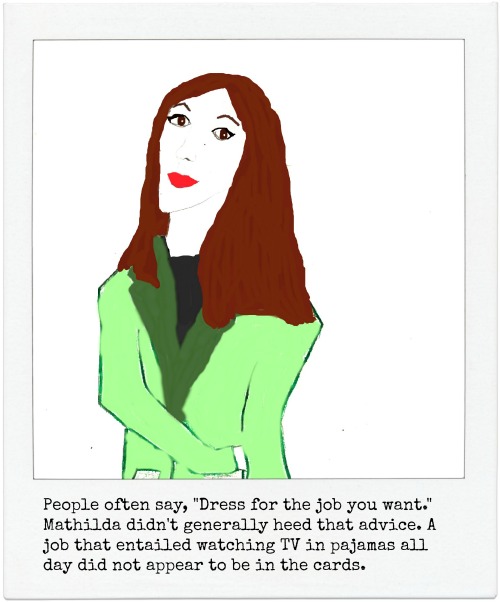 People often say, "Dress for the job you want."
Mathilda didn't generally heed that advice. A
job that entailed watching TV in pajamas all
day did not appear to be in the cards.